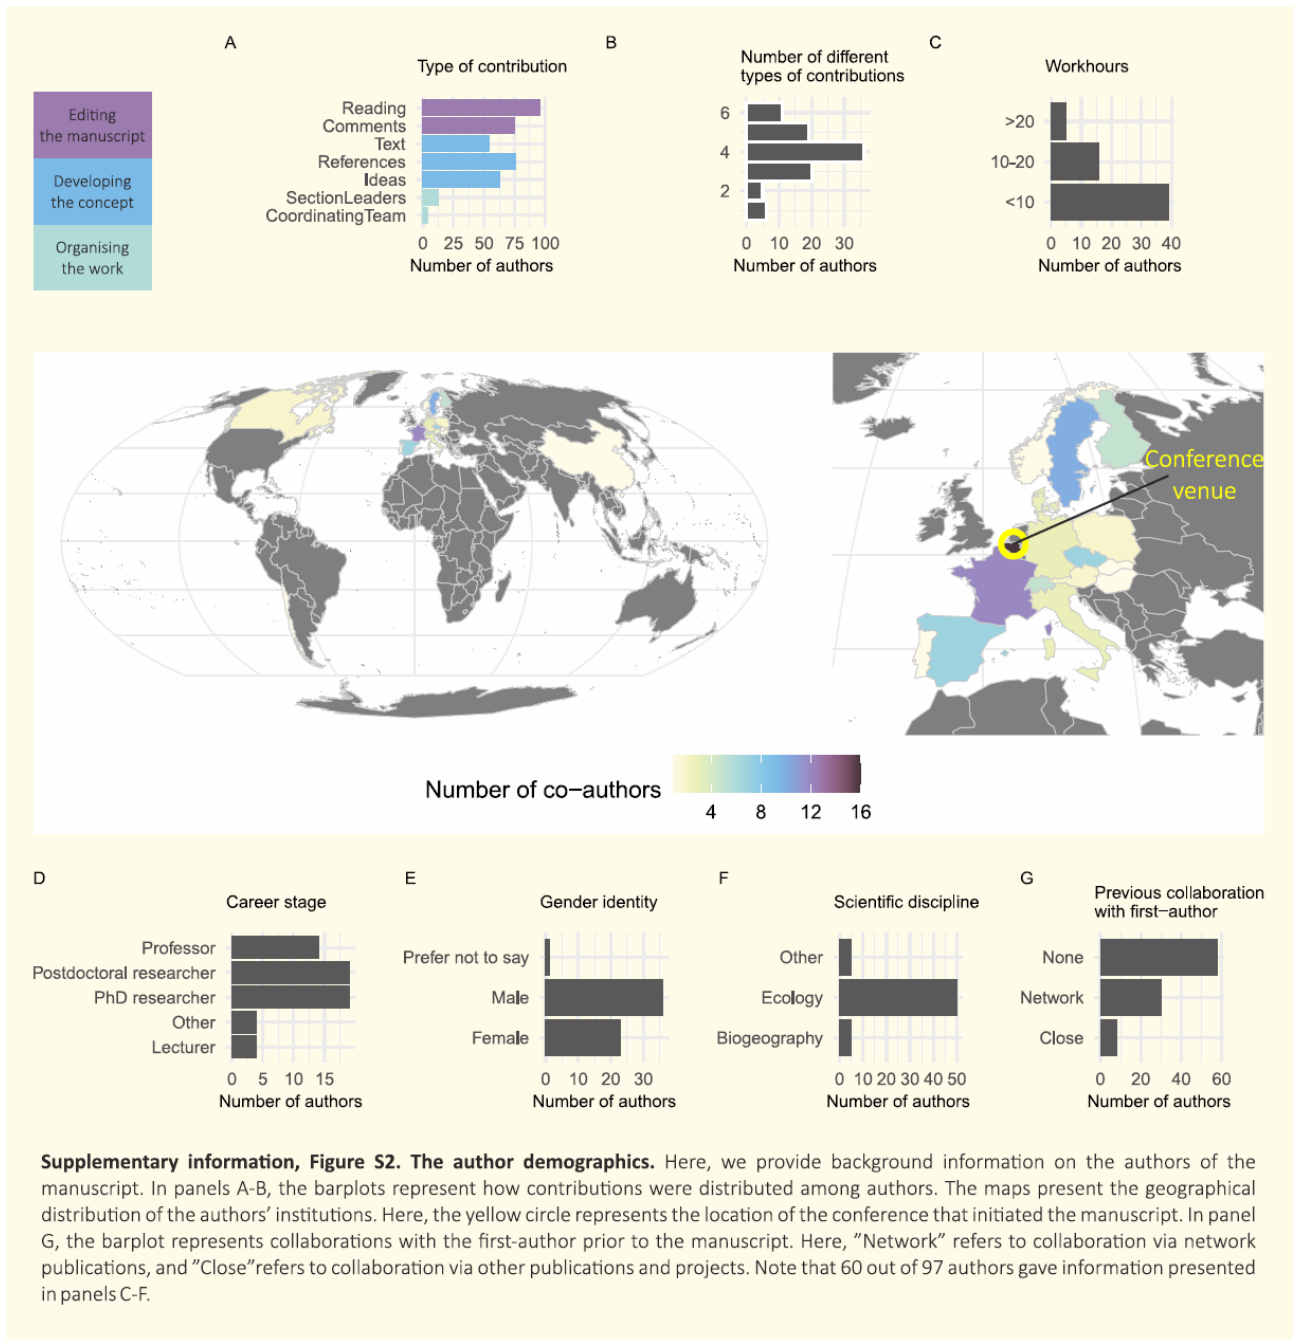 A
B
C
Editing
the manuscript
Developing
the concept
Organising
the work
Type of contribution
Reading
Comments
Text
References
Ideas
SectionLeaders
CoordinatingTeam
0 25 50 75 100
Number of authors
Number of different
types of contributions
6
4
2
0 10 20 30
Number of authors
Workhours
>20
10-20
<10
0 10 20 30 40
Number of authors
Conference
venue
Number of co-authors
4 8 12 16
D
Career stage
Professor
Postdoctoral researcher
PhD researcher
Other
Lecturer
0 5 10 15
Number of authors
E
Gender identity
Prefer not to say
Male
Female
0 10 20 30
Number of authors
F
Scientific discipline
Other
Ecology
Biogeography
0 10 20 30 40 50
Number of authors
G
Previous collaboration
with first-author
None
Network
Close
0 20 40 60
Number of authors
Supplementary information, Figure S2. The author demographics. Here, we provide background information on the authors of the
manuscript. In panels A-B, the barplots represent how contributions were distributed among authors. The maps present the geographical
distribution of the authors’ institutions. Here, the yellow circle represents the location of the conference that initiated the manuscript. In panel
G, the barplot represents collaborations with the first-author prior to the manuscript. Here, ”Network” refers to collaboration via network
publications, and ”Close”refers to collaboration via other publications and projects. Note that 60 out of 97 authors gave information presented
in panels C-F.